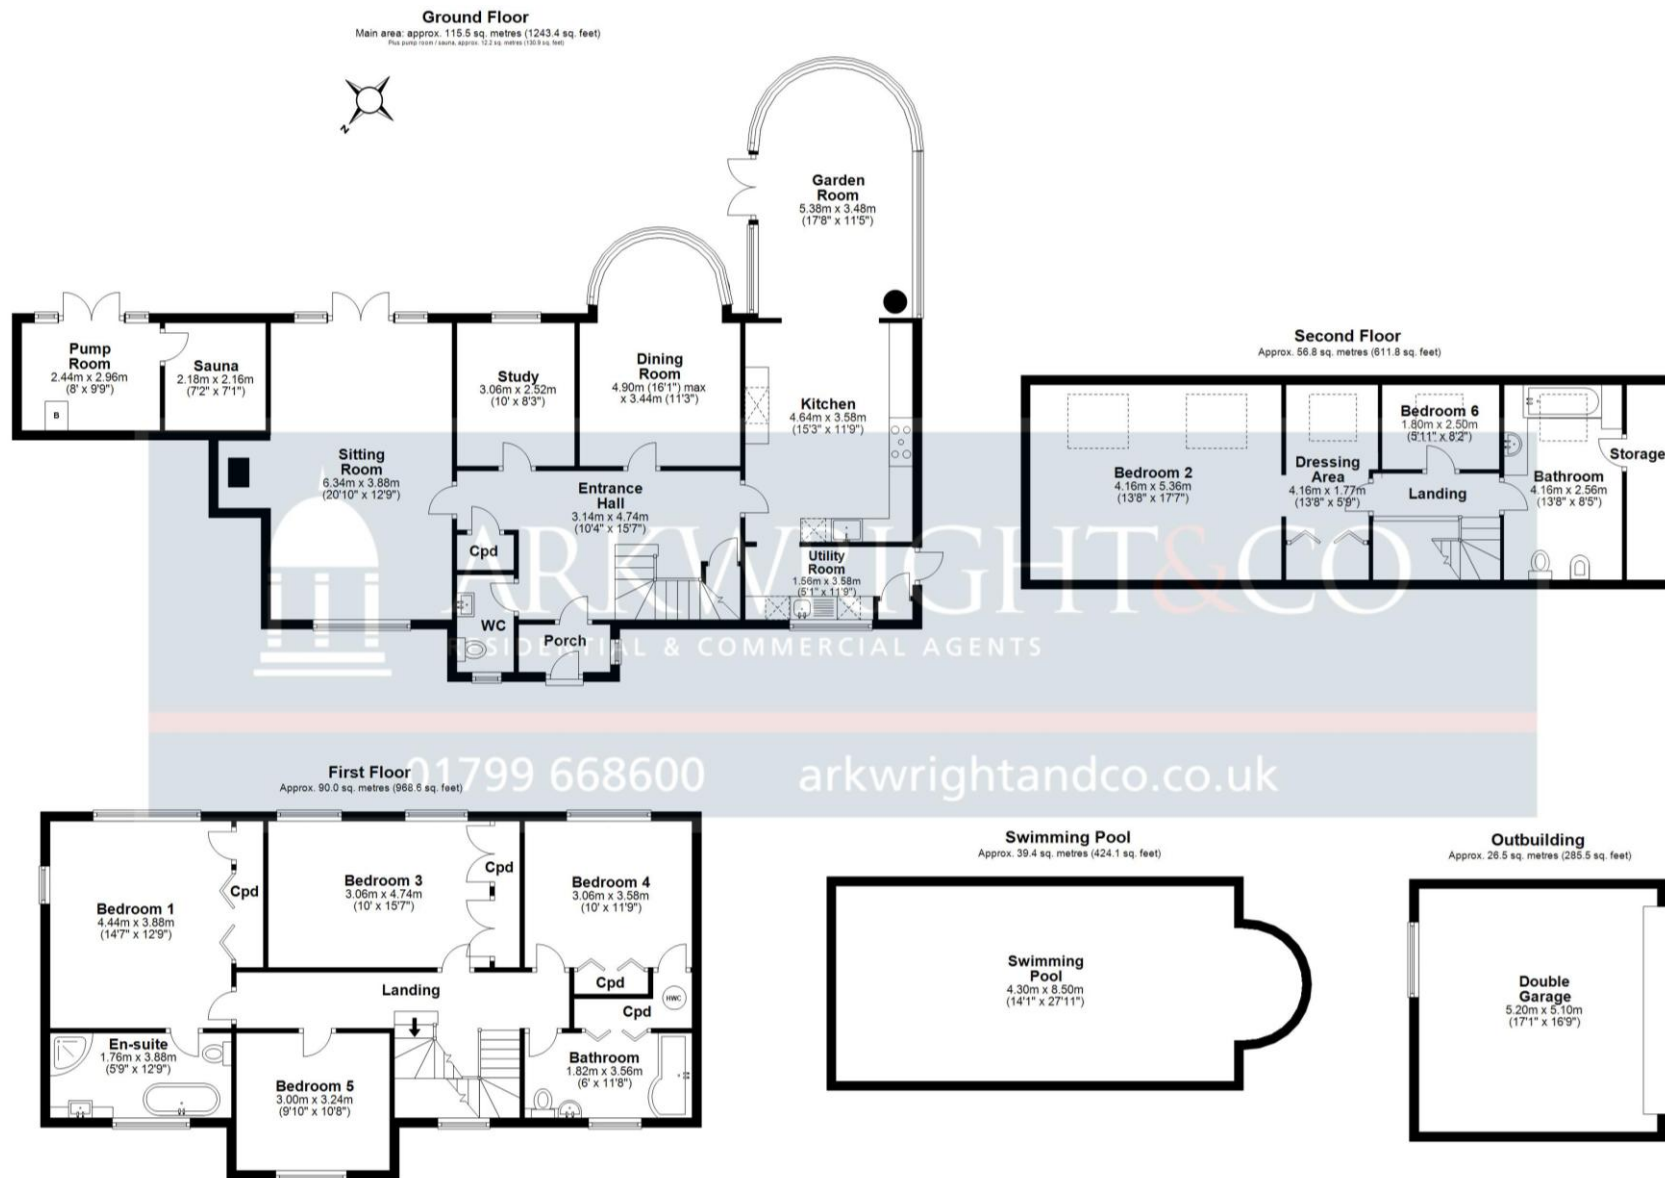 Ground Floor
Main area: approx. 115.5 sq. metres (1243.4 sq. feet)
Plus pump room / sauna, approx. 12.2 sq. metres (130.9 sq. feet)
N
Garden
Room
5.38m x 3.48m
(17'8" x 11'5")
Pump
Room
2.44m x 2.96m
(8' x 9'9")
B
Sauna
2.18m x 2.16m
(7'2" x 7'1")
Study
3.06m x 2.52m
(10' x 8'3")
Dining
Room
4.90m (16'1") max
x 3.44m (11'3")
Kitchen
4.64m x 3.58m
(15'3" x 11'9")
Sitting
Room
6.34m x 3.88m
(20'10" x 12'9")
Entrance
Hall
3.14m x 4.74m
(10'4" x 15'7")
Cpd
Utility
Room
1.56m x 3.58m
(5'1" x 11'9")
WC
Porch
Second Floor
Approx. 56.8 sq. metres (611.8 sq. feet)
Bedroom 2
4.16m x 5.36m
(13'8" x 17'7")
Dressing
Area
4.16m x 1.77m
(13'8" x 5'9")
Bedroom 6
1.80m x 2.50m
(5'11" x 8'2")
Landing
Bathroom
4.16m x 2.56m
(13'8" x 8'5")
Storage
ARKWRIGHT&CO
RESIDENTIAL & COMMERCIAL AGENTS
01799 668600
arkwrightandco.co.uk
First Floor
Approx. 90.0 sq. metres (968.6 sq. feet)
Bedroom 1
4.44m x 3.88m
(14'7" x 12'9")
Cpd
Bedroom 3
3.06m x 4.74m
(10' x 15'7")
Cpd
Bedroom 4
3.06m x 3.58m
(10' x 11'9")
Cpd
Landing
Cpd
HWC
En-suite
1.76m x 3.88m
(5'9" x 12'9")
Bedroom 5
3.00m x 3.24m
(9'10" x 10'8")
Bathroom
1.82m x 3.56m
(6' x 11'8")
Swimming Pool
Approx. 39.4 sq. metres (424.1 sq. feet)
Swimming
Pool
4.30m x 8.50m
(14'1" x 27'11")
Outbuilding
Approx. 26.5 sq. metres (285.5 sq. feet)
Double
Garage
5.20m x 5.10m
(17'1" x 16'9")